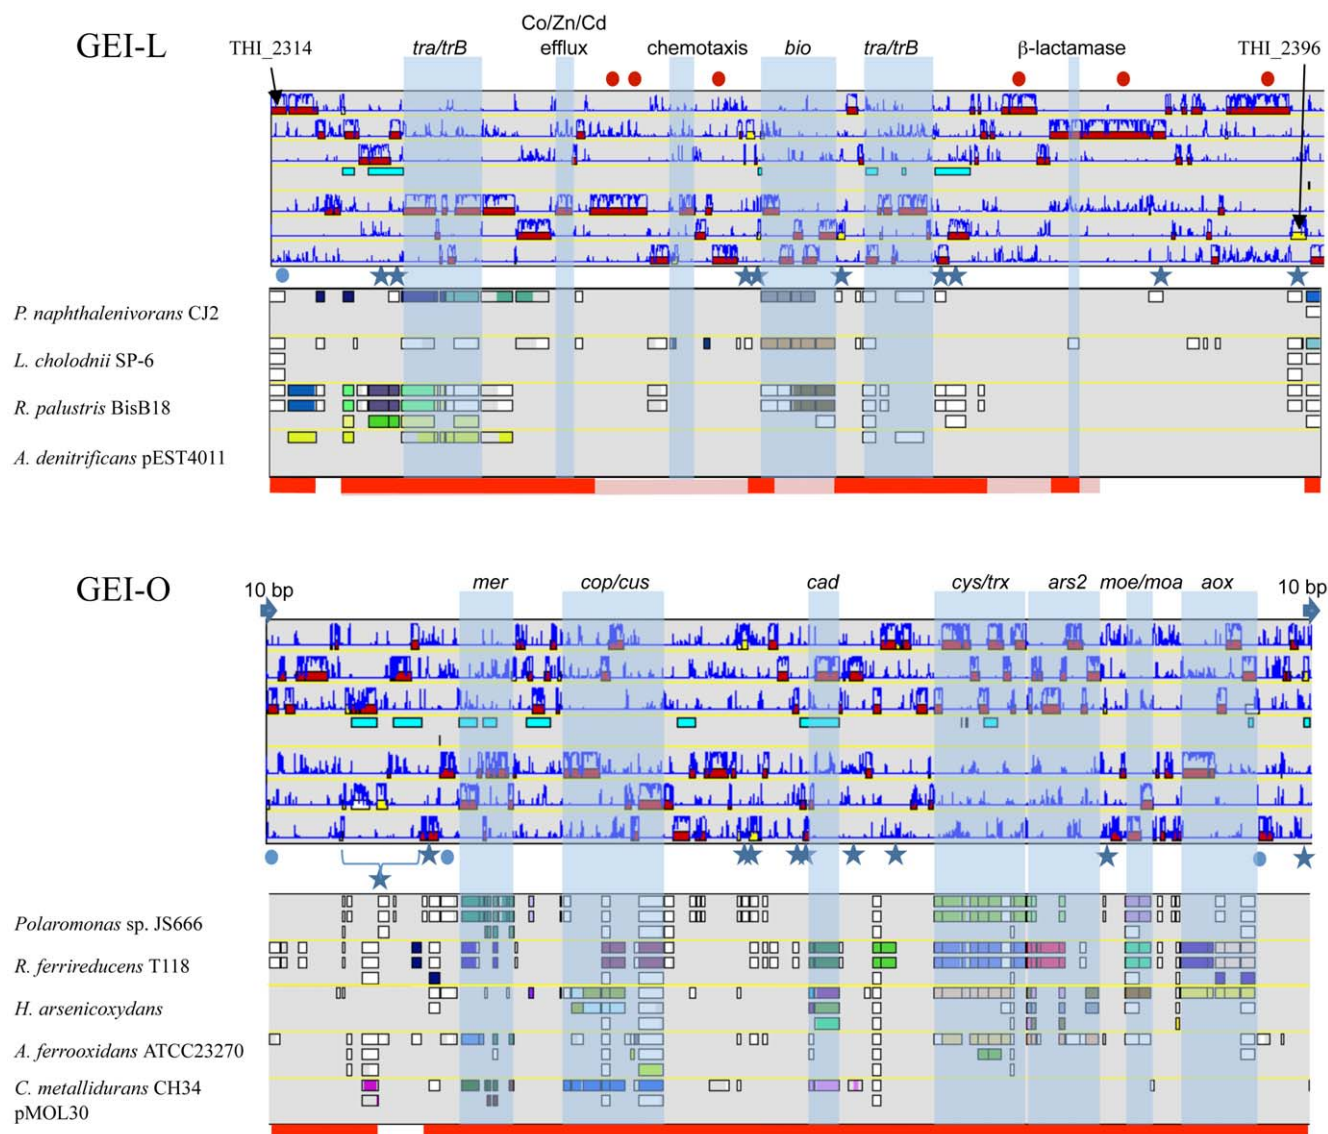 GEI-L
THI_2314
tra/trB
Co/Zn/Cd
efflux
chemotaxis
bio
tra/trB
β-lactamase
THI_2396
P. naphthalenivorans CJ2
L. cholodnii SP-6
R. palustris BisB18
A. denitrificans pEST4011
GEI-O
10 bp
mer
cop/cus
cad
cys/trx
ars2
moe/moa
aox
10 bp
Polaromonas sp. JS666
R. ferrireducens T118
H. arsenicoxydans
A. ferrooxidans ATCC23270
C. metallidurans CH34
pMOL30